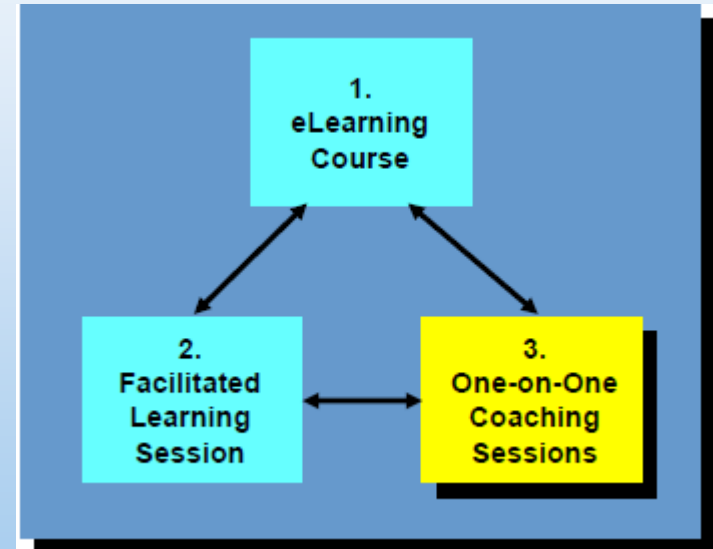 1.
eLearning
Course
2.
Facilitated
Learning
Session
3.
One-on-One
Coaching
Sessions